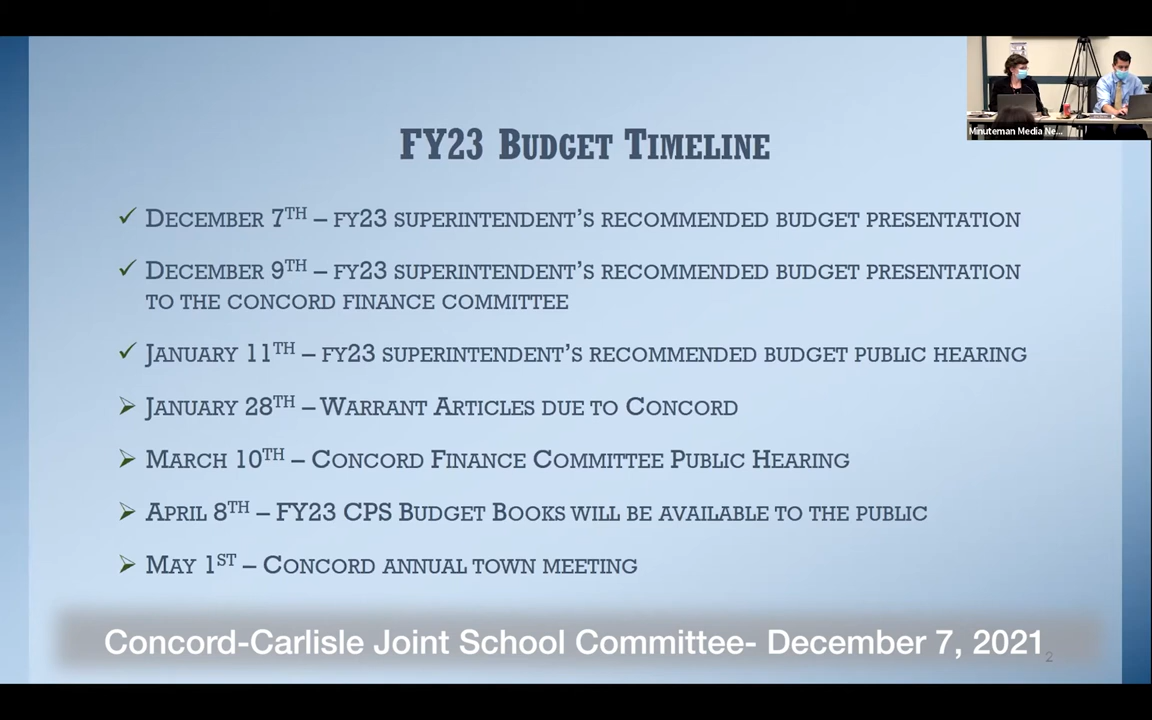 Minuteman Media Ne...
FY23 BUDGET TIMELINE
✓ DECEMBER 7TH – FY23 SUPERINTENDENT'S RECOMMENDED BUDGET PRESENTATION
✓ DECEMBER 9TH – FY23 SUPERINTENDENT'S RECOMMENDED BUDGET PRESENTATION
TO THE CONCORD FINANCE COMMITTEE
✓ JANUARY 11TH – FY23 SUPERINTENDENT'S RECOMMENDED BUDGET PUBLIC HEARING
➢ JANUARY 28TH – WARRANT ARTICLES DUE TO CONCORD
➢ MARCH 10TH – CONCORD FINANCE COMMITTEE PUBLIC HEARING
➢ APRIL 8TH – FY23 CPS BUDGET BOOKS WILL BE AVAILABLE TO THE PUBLIC
➢ MAY 1ST – CONCORD ANNUAL TOWN MEETING
Concord-Carlisle Joint School Committee- December 7, 2021
2